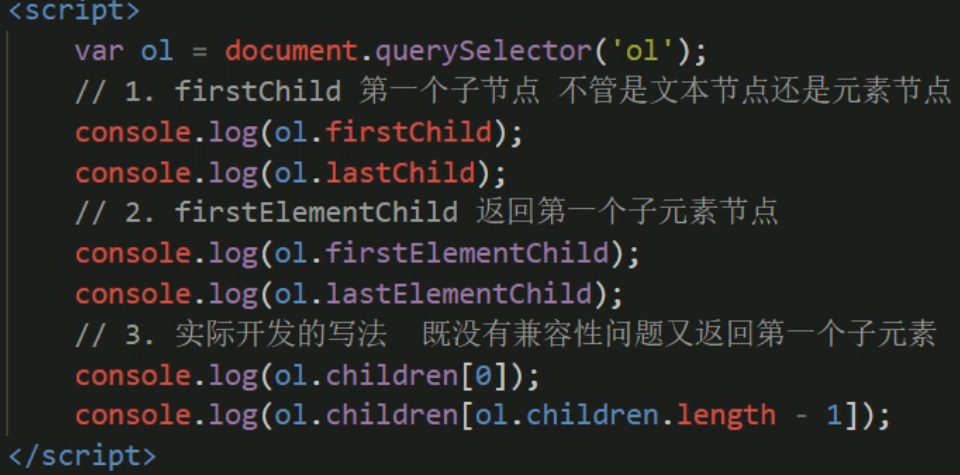 <script>
var ol = document.querySelector('ol');
// 1. firstChild 第一个子节点 不管是文本节点还是元素节点
console.log(ol.firstChild);
console.log(ol.lastChild);
// 2. firstElementChild 返回第一个子元素节点
console.log(ol.firstElementChild);
console.log(ol.lastElementChild);
// 3. 实际开发的写法  既没有兼容性问题又返回第一个子元素
console.log(ol.children[0]);
console.log(ol.children[ol.children.length - 1]);
</script>